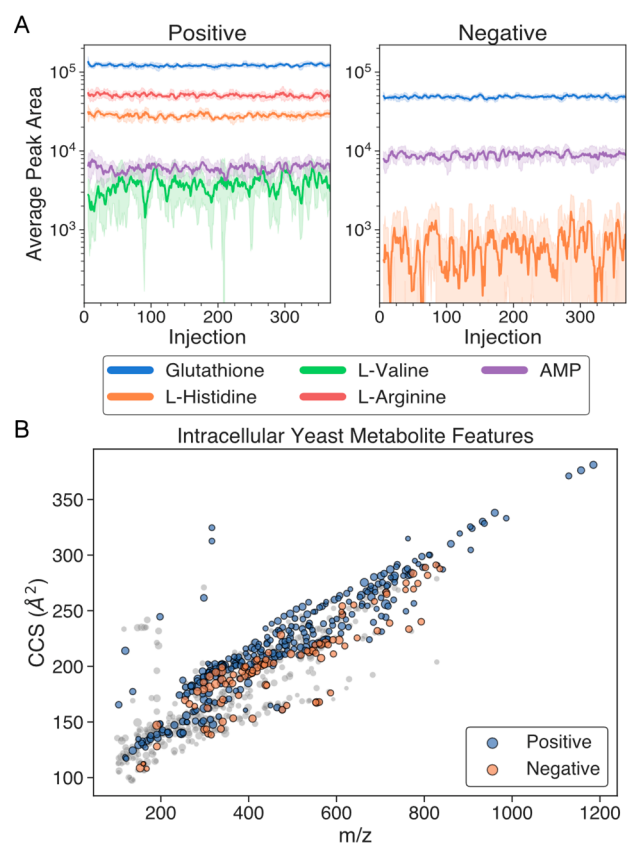 A
Positive
Negative
Average Peak Area
10^5
10^4
10^3
10^5
10^4
10^3
0
100
200
300
0
100
200
300
Injection
Injection
Glutathione
L-Valine
AMP
L-Histidine
L-Arginine
B
Intracellular Yeast Metabolite Features
CCS (Å^2)
350
300
250
200
150
100
Positive
Negative
200
400
600
800
1000
1200
m/z